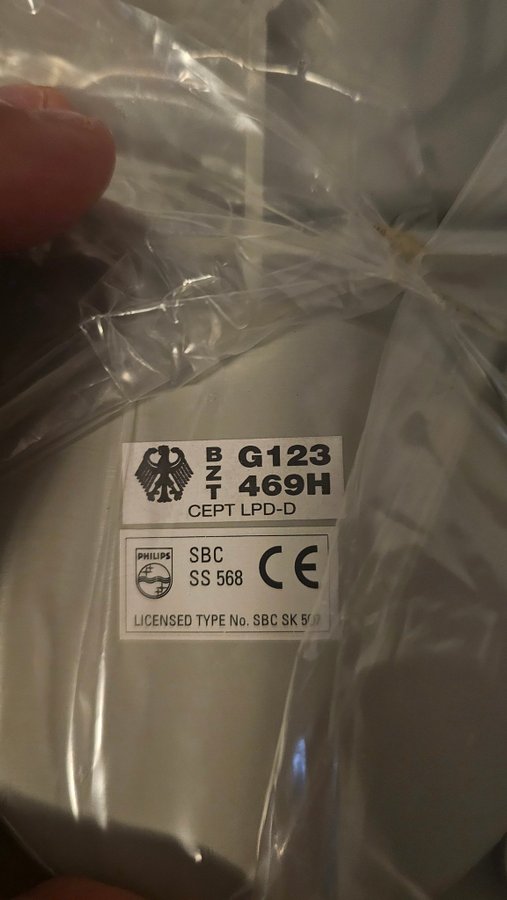 BZT
G123
469H
CEPT LPD-D
PHILIPS
SBC
SS 568
CE
LICENSED TYPE No. SBC SK